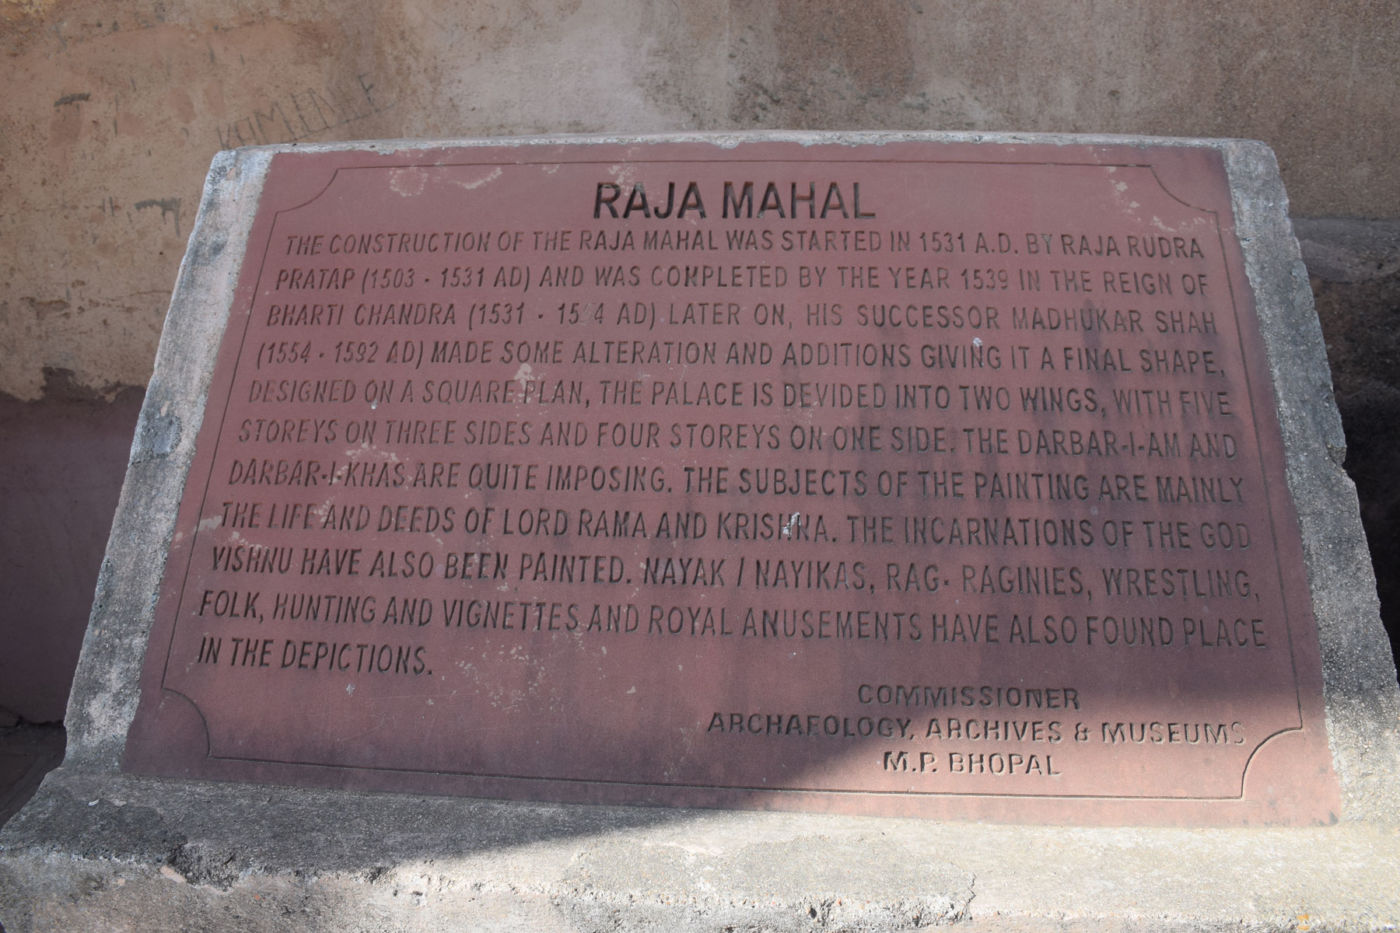 RAJA MAHAL
THE CONSTRUCTION OF THE RAJA MAHAL WAS STARTED IN 1531 A.D. BY RAJA RUDRA
PRATAP (1503 - 1531 AD) AND WAS COMPLETED BY THE YEAR 1539 IN THE REIGN OF
BHARTI CHANDRA (1531 - AD) LATER ON, HIS SUCCESSOR MADHUKAR SHAH
(1554 - 1592 AD) MADE SOME ALTERATION AND ADDITIONS GIVING IT A FINAL SHAPE,
DESIGNED ON A SQUARE PLAN, THE PALACE IS DEVIDED INTO TWO WINGS, WITH FIVE
STOREYS ON THREE SIDES AND FOUR STOREYS ON ONE SIDE. THE DARBAR-I-AM AND
DARBAR-I-KHAS ARE QUITE IMPOSING. THE SUBJECTS OF THE PAINTING ARE MAINLY
THE LIFE AND DEEDS OF LORD RAMA AND KRISHNA. THE INCARNATIONS OF THE GOD
VISHNU HAVE ALSO BEEN PAINTED. NAYAK / NAYIKAS, RAG- RAGINIES, WRESTLING,
FOLK, HUNTING AND VIGNETTES AND ROYAL ANUSEMENTS HAVE ALSO FOUND PLACE
IN THE DEPICTIONS.
COMMISSIONER
ARCHAEOLOGY, ARCHIVES & MUSEUMS
M.P. BHOPAL